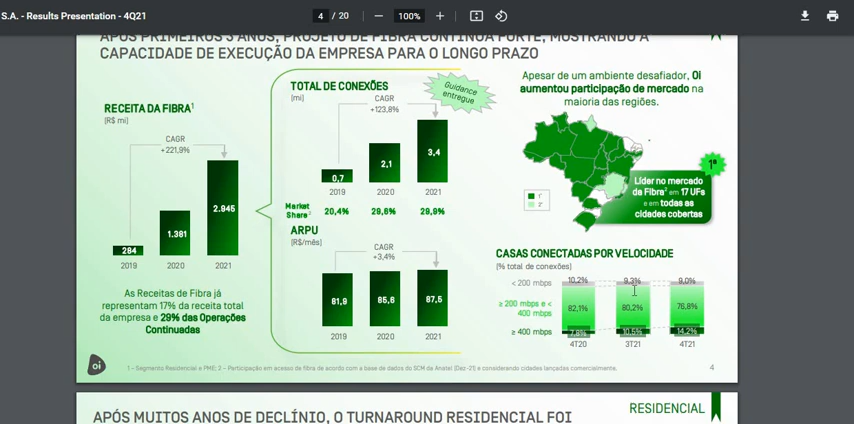 S.A. - Results Presentation - 4Q21
4 / 20
100%
APÓS PRIMEIROS 3 ANOS, PROJETO DE FIBRA CONTINUA FORTE, MOSTRANDO A
CAPACIDADE DE EXECUÇÃO DA EMPRESA PARA O LONGO PRAZO
RECEITA DA FIBRA¹
(R$ mi)
CAGR
+221,9%
284
1.381
2.945
2019
2020
2021
As Receitas de Fibra já
representam 17% da receita total
da empresa e 29% das Operações
Continuadas
TOTAL DE CONEXÕES
(mi)
Guidance
entregue
CAGR
+123,8%
0,7
2,1
3,4
2019
2020
2021
Market
Share²
20,4%
29,6%
29,9%
ARPU
(R$/mês)
CAGR
+3,4%
81,9
85,6
87,5
2019
2020
2021
Apesar de um ambiente desafiador, Oi
aumentou participação de mercado na
maioria das regiões.
1º
2º
1ª
Líder no mercado
da Fibra² em 17 UFs
e em todas as
cidades cobertas
CASAS CONECTADAS POR VELOCIDADE
(% total de conexões)
< 200 mbps
10,2%
9,3%
9,0%
≥ 200 mbps e <
400 mbps
82,1%
80,2%
76,8%
≥ 400 mbps
7,8%
10,5%
14,2%
4T20
3T21
4T21
oi
1 – Segmento Residencial e PME; 2 – Participação em acesso de fibra de acordo com a base de dados do SCM da Anatel (Dez-21) e considerando cidades lançadas comercialmente,
4
RESIDENCIAL
APÓS MUITOS ANOS DE DECLÍNIO, O TURNAROUND RESIDENCIAL FOI